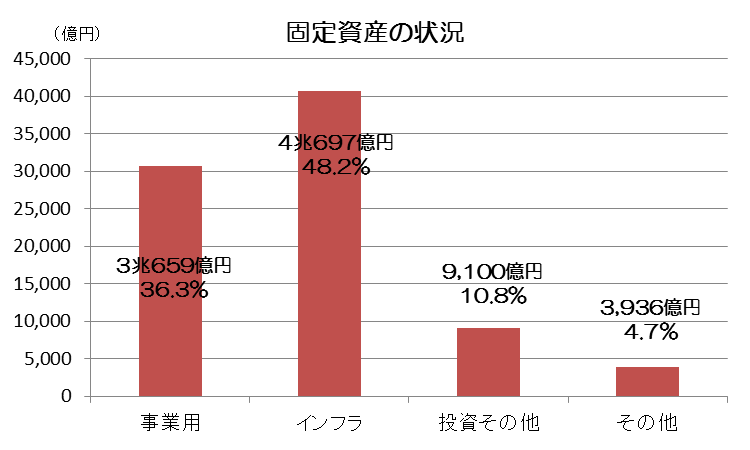 固定資産の状況
（億円）
45,000
40,000
35,000
30,000
25,000
20,000
15,000
10,000
5,000
0
3兆659億円
36.3%
4兆697億円
48.2%
9,100億円
10.8%
3,936億円
4.7%
事業用
インフラ
投資その他
その他